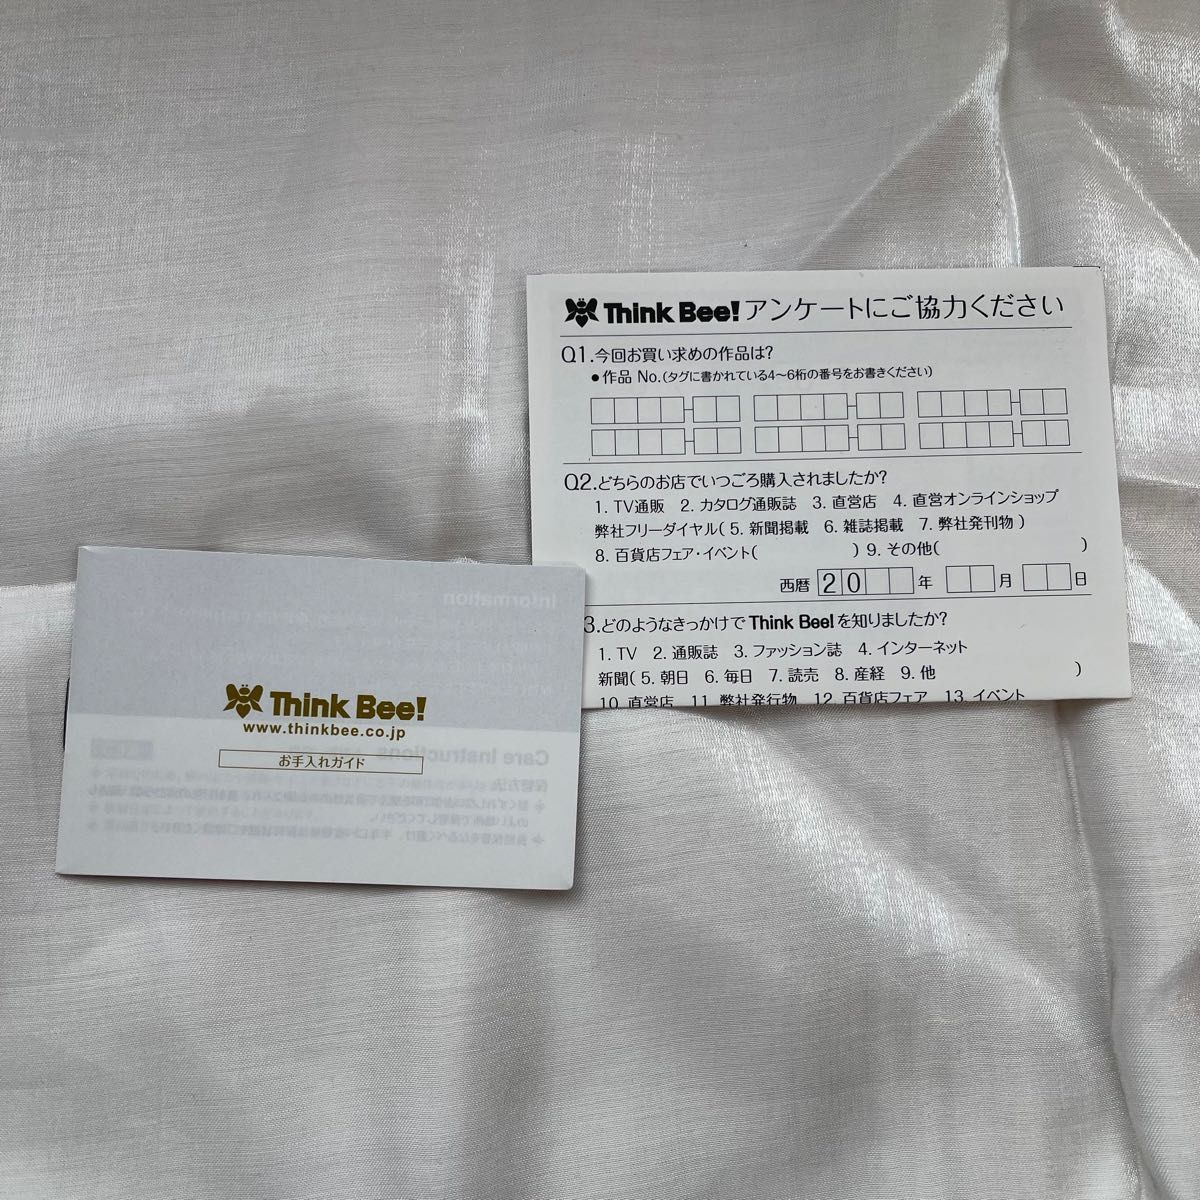 Think Bee! アンケートにご協力ください
Q1.今回お買い求めの作品は?
●作品 No.(タグに書かれている4〜6桁の番号をお書きください)
Q2.どちらのお店でいつごろ購入されましたか?
1. TV通販 2. カタログ通販誌 3. 直営店 4. 直営オンラインショップ
弊社フリーダイヤル( 5. 新聞掲載 6. 雑誌掲載 7. 弊社発刊物 )
8. 百貨店フェア・イベント( ) 9. その他( )
西暦 20 年 月 日
3.どのようなきっかけで Think Bee! を知りましたか?
1. TV 2. 通販誌 3. ファッション誌 4. インターネット
新聞( 5. 朝日 6. 毎日 7. 読売 8. 産経 9. 他 )
10. 直営店 11. 弊社発行物 12. 百貨店フェア 13. イベント
Think Bee!
www.thinkbee.co.jp
お手入れガイド
Information
Care Instructions